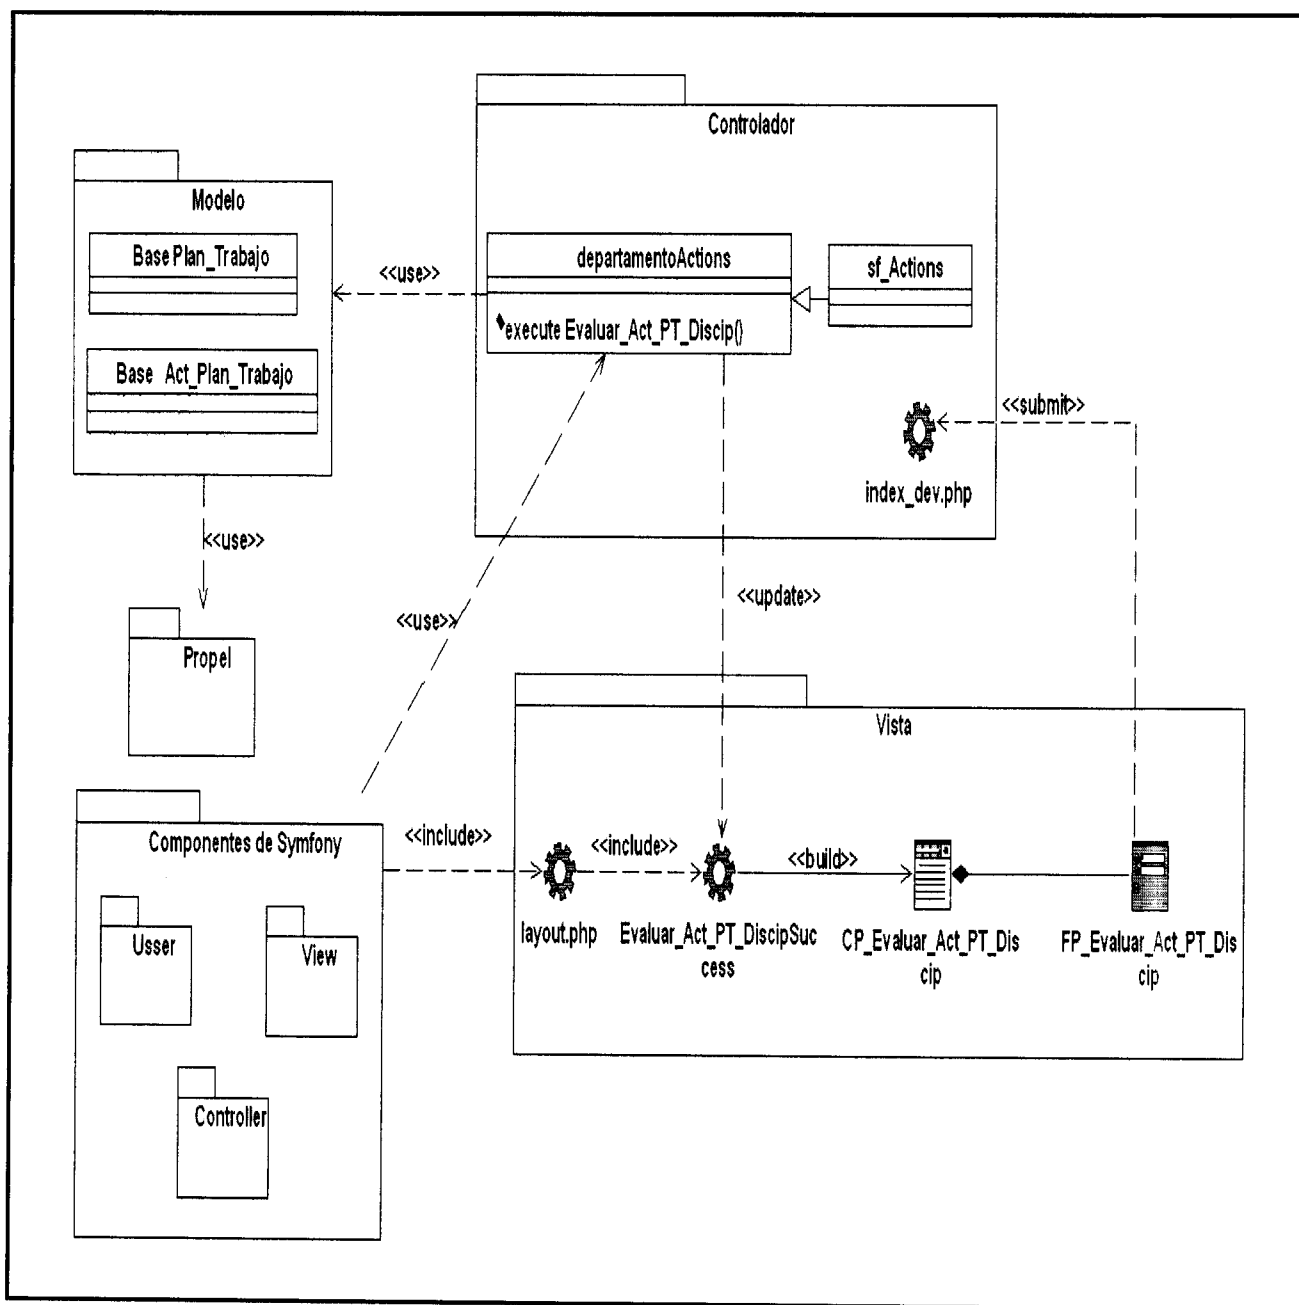 Controlador
Modelo
Base Plan_Trabajo
Base Act_Plan_Trabajo
<<use>>
departamentoActions
execute Evaluar_Act_PT_Discip()
sf_Actions
<<submit>>
index_dev.php
<<use>>
<<use>>
<<update>>
Propel
Vista
Componentes de Symfony
<<include>>
<<include>>
<<build>>
layout.php
Evaluar_Act_PT_DiscipSuc
cess
CP_Evaluar_Act_PT_Dis
cip
FP_Evaluar_Act_PT_Dis
cip
Usser
View
Controller